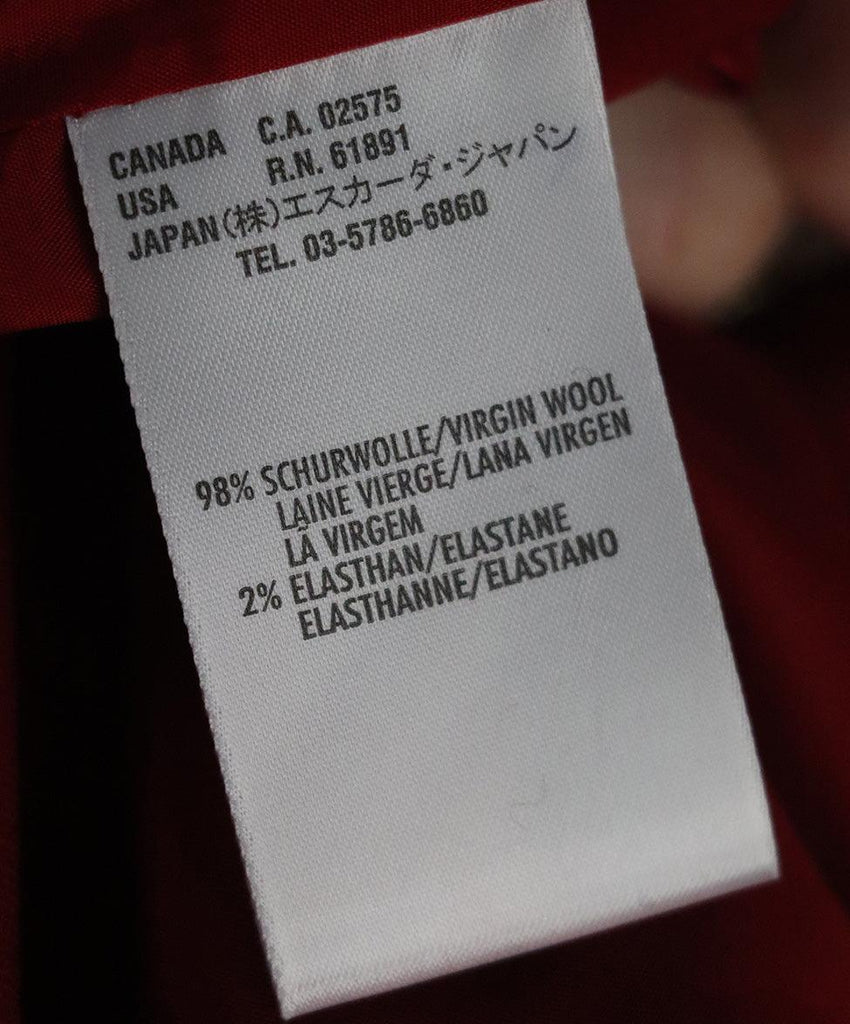 CANADA C.A. 02575
USA R.N. 61891
JAPAN(株)エスカーダ・ジャパン
TEL. 03-5786-6860
98% SCHURWOLLE/VIRGIN WOOL
LAINE VIERGE/LANA VIRGEN
LÃ VIRGEM
2% ELASTHAN/ELASTANE
ELASTHANNE/ELASTANO